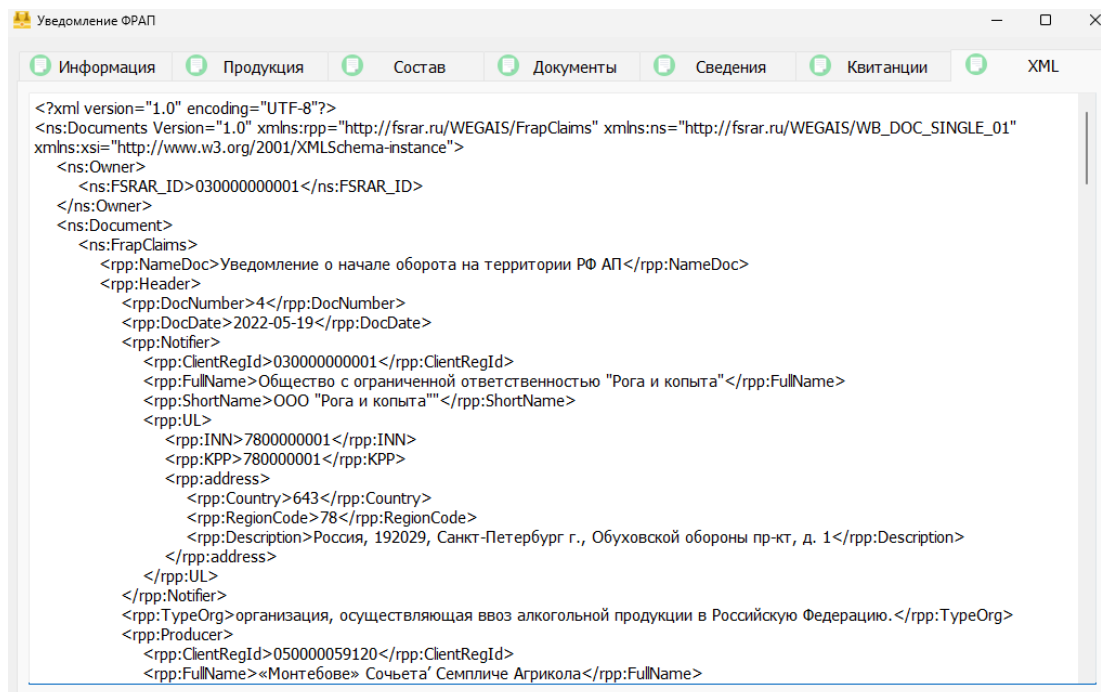 Уведомление ФРАП
Информация Продукция Состав Документы Сведения Квитанции XML
<?xml version="1.0" encoding="UTF-8"?>
<ns:Documents Version="1.0" xmlns:rpp="http://fsrar.ru/WEGAIS/FrapClaims" xmlns:ns="http://fsrar.ru/WEGAIS/WB_DOC_SINGLE_01"
xmlns:xsi="http://www.w3.org/2001/XMLSchema-instance">
<ns:Owner>
<ns:FSRAR_ID>030000000001</ns:FSRAR_ID>
</ns:Owner>
<ns:Document>
<ns:FrapClaims>
<rpp:NameDoc>Уведомление о начале оборота на территории РФ АП</rpp:NameDoc>
<rpp:Header>
<rpp:DocNumber>4</rpp:DocNumber>
<rpp:DocDate>2022-05-19</rpp:DocDate>
<rpp:Notifier>
<rpp:ClientRegId>030000000001</rpp:ClientRegId>
<rpp:FullName>Общество с ограниченной ответственностью "Рога и копыта"</rpp:FullName>
<rpp:ShortName>ООО "Рога и копыта""</rpp:ShortName>
<rpp:UL>
<rpp:INN>7800000001</rpp:INN>
<rpp:KPP>780000001</rpp:KPP>
<rpp:address>
<rpp:Country>643</rpp:Country>
<rpp:RegionCode>78</rpp:RegionCode>
<rpp:Description>Россия, 192029, Санкт-Петербург г., Обуховской обороны пр-кт, д. 1</rpp:Description>
</rpp:address>
</rpp:UL>
</rpp:Notifier>
<rpp:TypeOrg>организация, осуществляющая ввоз алкогольной продукции в Российскую Федерацию.</rpp:TypeOrg>
<rpp:Producer>
<rpp:ClientRegId>050000059120</rpp:ClientRegId>
<rpp:FullName>«Монтебове» Сочьета’ Семпличе Агрикола</rpp:FullName>